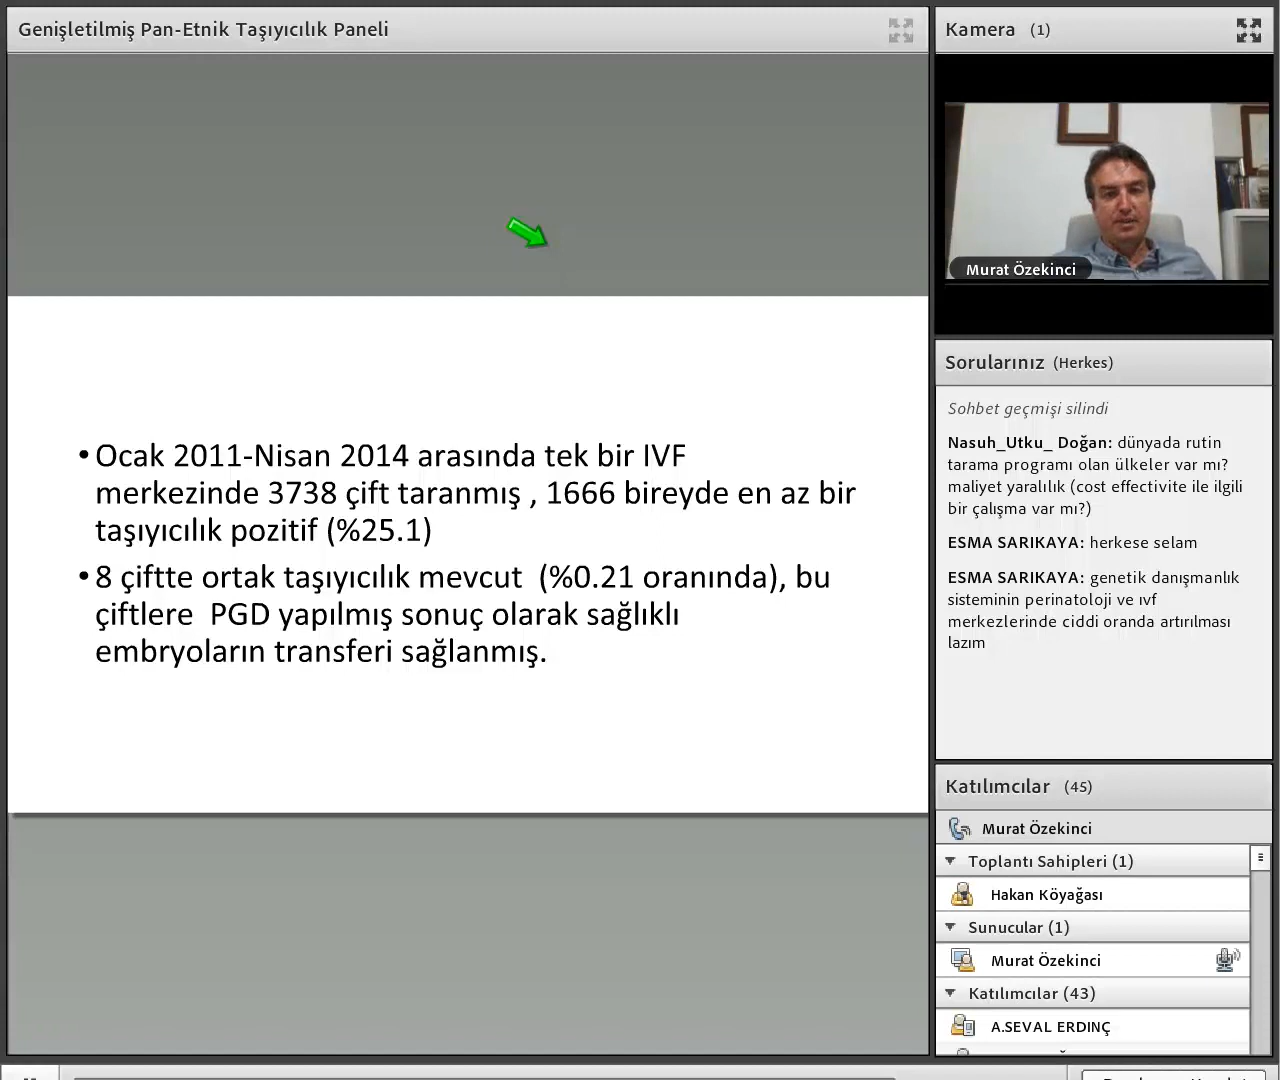 Genişletilmiş Pan-Etnik Taşıyıcılık Paneli
• Ocak 2011-Nisan 2014 arasında tek bir IVF
merkezinde 3738 çift taranmış , 1666 bireyde en az bir
taşıyıcılık pozitif (%25.1)
• 8 çiftte ortak taşıyıcılık mevcut (%0.21 oranında), bu
çiftlere PGD yapılmış sonuç olarak sağlıklı
embryoların transferi sağlanmış.
Kamera (1)
Murat Özekinci
Sorularınız (Herkes)
Sohbet geçmişi silindi
Nasuh_Utku_ Doğan: dünyada rutin
tarama programı olan ülkeler var mı?
maliyet yaralılık (cost effectivite ile ilgili
bir çalışma var mı?)
ESMA SARIKAYA: herkese selam
ESMA SARIKAYA: genetik danışmanlık
sisteminin perinatoloji ve ıvf
merkezlerinde ciddi oranda artırılması
lazım
Katılımcılar (45)
Murat Özekinci
Toplantı Sahipleri (1)
Hakan Köyağası
Sunucular (1)
Murat Özekinci
Katılımcılar (43)
A.SEVAL ERDINÇ